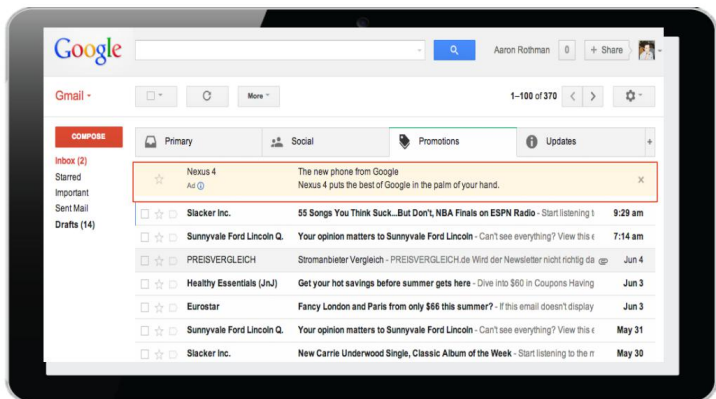 Google
Aaron Rothman 0 + Share
Gmail
More
1–100 of 370
COMPOSE
Inbox (2)
Starred
Important
Sent Mail
Drafts (14)
Primary
Social
Promotions
Updates
+
Nexus 4
Ad
The new phone from Google
Nexus 4 puts the best of Google in the palm of your hand.
Slacker Inc. 55 Songs You Think Suck...But Don't, NBA Finals on ESPN Radio - Start listening t 9:29 am
Sunnyvale Ford Lincoln Q. Your opinion matters to Sunnyvale Ford Lincoln - Can't see everything? View this e 7:14 am
PREISVERGLEICH Stromanbieter Vergleich - PREISVERGLEICH.de Wird der Newsletter nicht richtig da Jun 4
Healthy Essentials (JnJ) Get your hot savings before summer gets here - Dive into $60 in Coupons Having Jun 3
Eurostar Fancy London and Paris from only $66 this summer? - If this email doesn't display Jun 3
Sunnyvale Ford Lincoln Q. Your opinion matters to Sunnyvale Ford Lincoln - Can't see everything? View this e May 31
Slacker Inc. New Carrie Underwood Single, Classic Album of the Week - Start listening to the m May 30